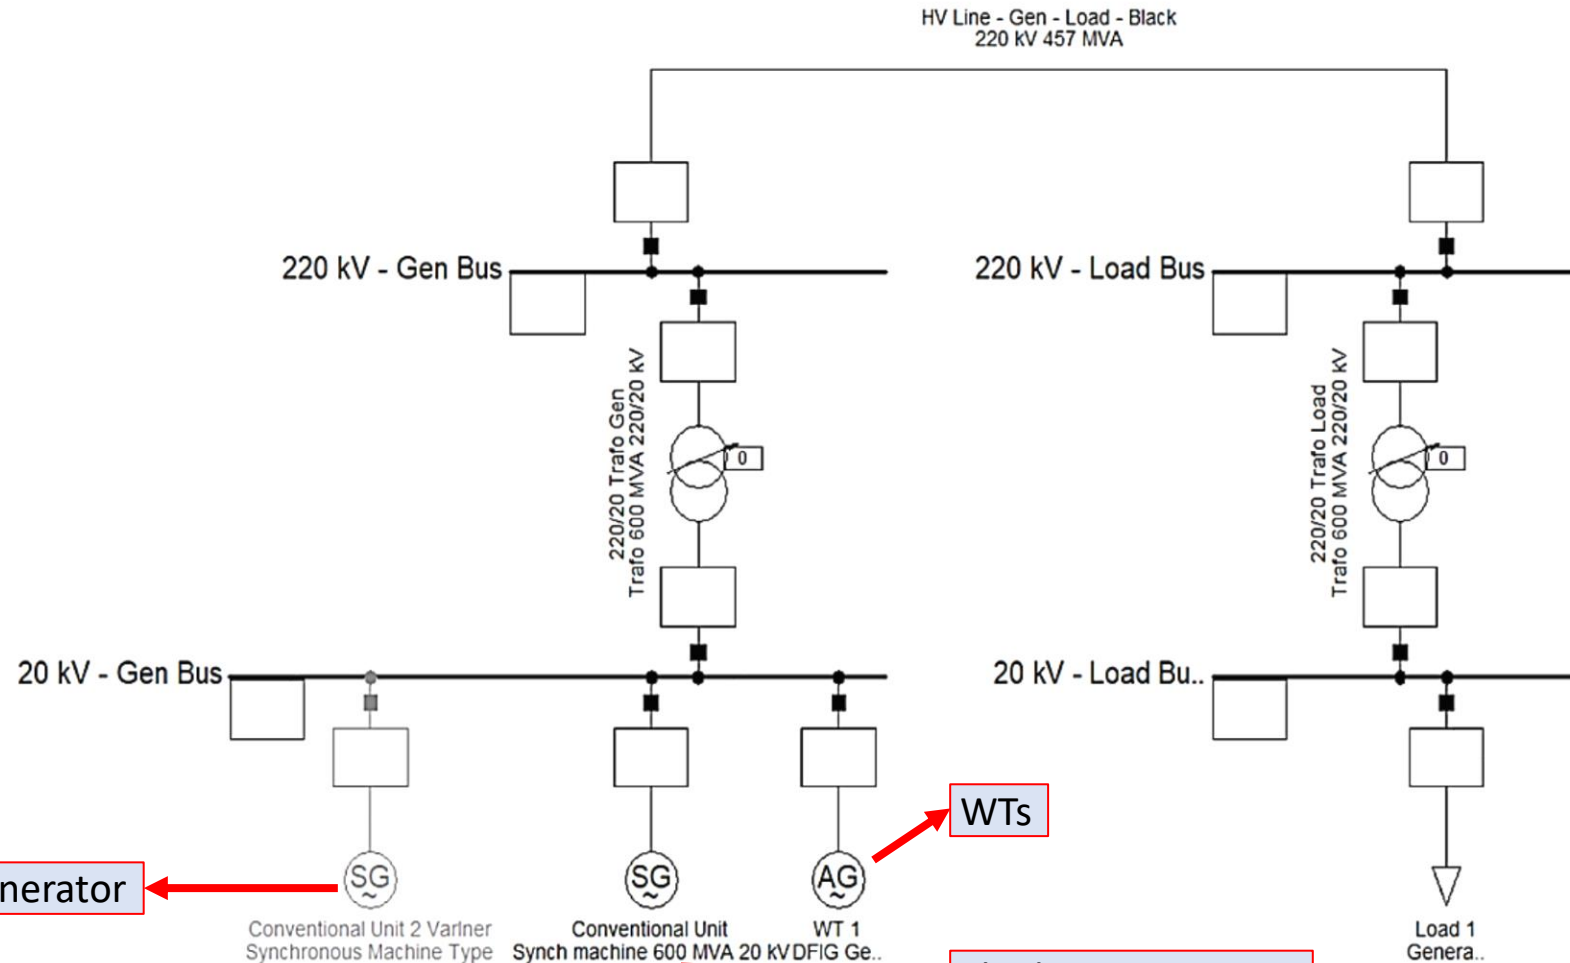 HV Line - Gen - Load - Black
220 kV 457 MVA
220 kV - Gen Bus
220 kV - Load Bus
220/20 Trafo Gen
Trafo 600 MVA 220/20 kV
0
220/20 Trafo Load
Trafo 600 MVA 220/20 kV
0
20 kV - Gen Bus
20 kV - Load Bu..
WTs
nerator
SG
SG
AG
Conventional Unit 2 VarIner
Synchronous Machine Type
Conventional Unit
Synch machine 600 MVA 20 kV
WT 1
DFIG Ge..
Load 1
Genera..